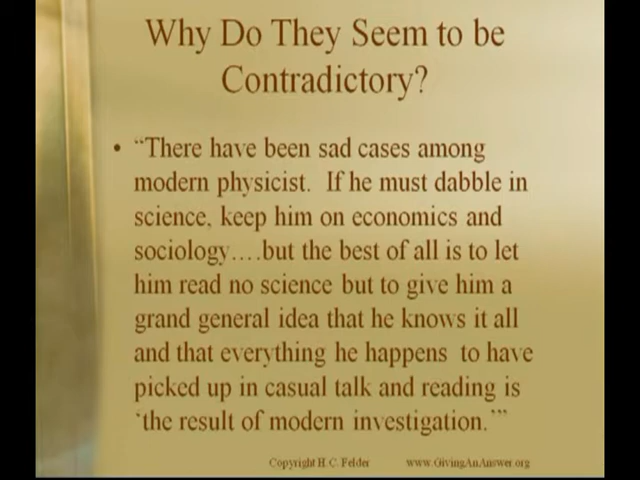 Why Do They Seem to be
Contradictory?
• “There have been sad cases among
modern physicist. If he must dabble in
science, keep him on economics and
sociology….but the best of all is to let
him read no science but to give him a
grand general idea that he knows it all
and that everything he happens to have
picked up in casual talk and reading is
‘the result of modern investigation.’”
Copyright H. C. Felder www.GivingAnAnswer.org